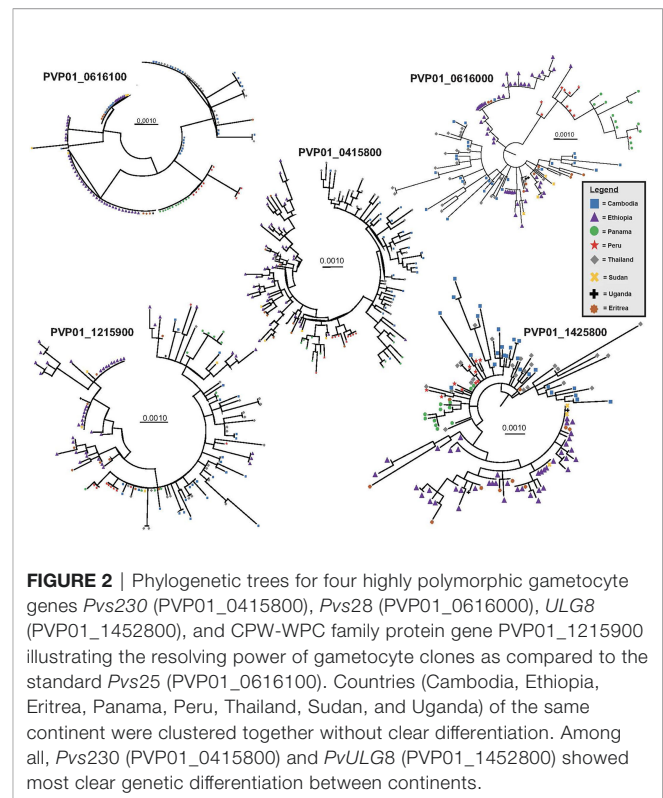 PVP01_0616100
0.0010
PVP01_0616000
0.0010
PVP01_0415800
0.0010
Legend
= Cambodia
= Ethiopia
= Panama
= Peru
= Thailand
= Sudan
= Uganda
= Eritrea
PVP01_1215900
0.0010
PVP01_1425800
0.0010
FIGURE 2 | Phylogenetic trees for four highly polymorphic gametocyte
genes Pvs230 (PVP01_0415800), Pvs28 (PVP01_0616000), ULG8
(PVP01_1452800), and CPW-WPC family protein gene PVP01_1215900
illustrating the resolving power of gametocyte clones as compared to the
standard Pvs25 (PVP01_0616100). Countries (Cambodia, Ethiopia,
Eritrea, Panama, Peru, Thailand, Sudan, and Uganda) of the same
continent were clustered together without clear differentiation. Among
all, Pvs230 (PVP01_0415800) and PvULG8 (PVP01_1452800) showed
most clear genetic differentiation between continents.